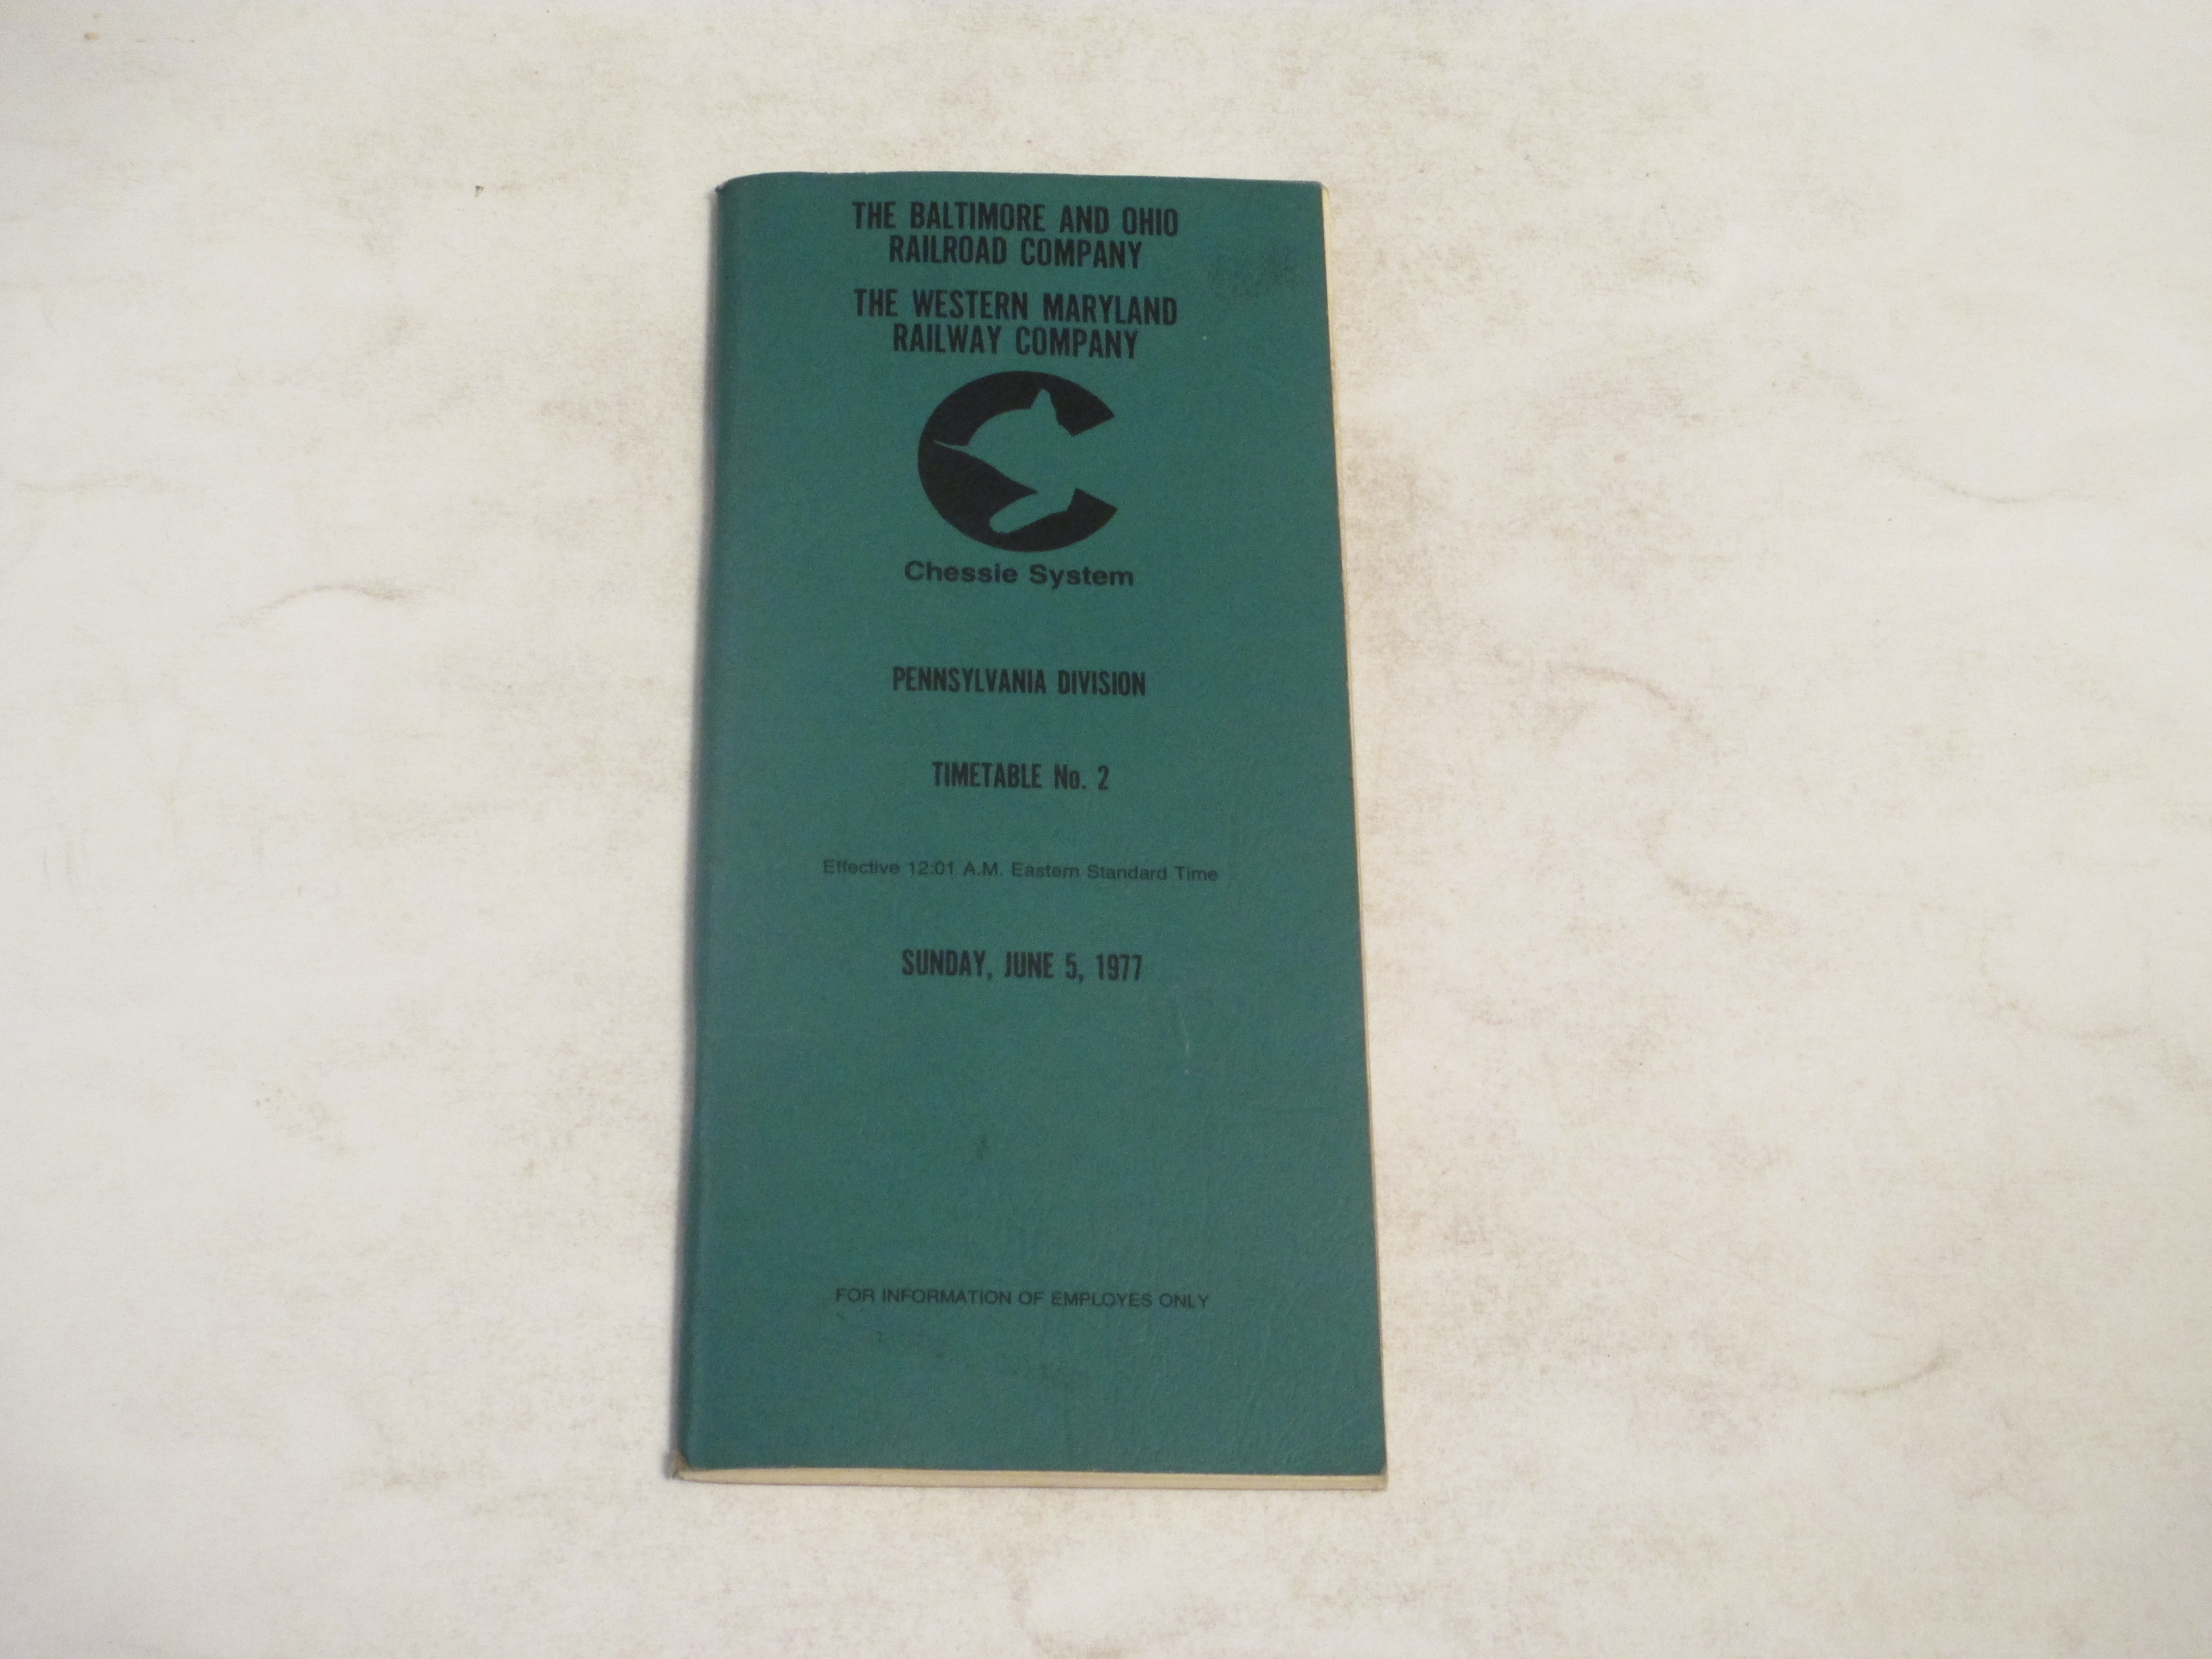 THE BALTIMORE AND OHIO
RAILROAD COMPANY
THE WESTERN MARYLAND
RAILWAY COMPANY
Chessie System
PENNSYLVANIA DIVISION
TIMETABLE No. 2
Effective 12:01 A.M. Eastern Standard Time
SUNDAY, JUNE 5, 1977
FOR INFORMATION OF EMPLOYES ONLY